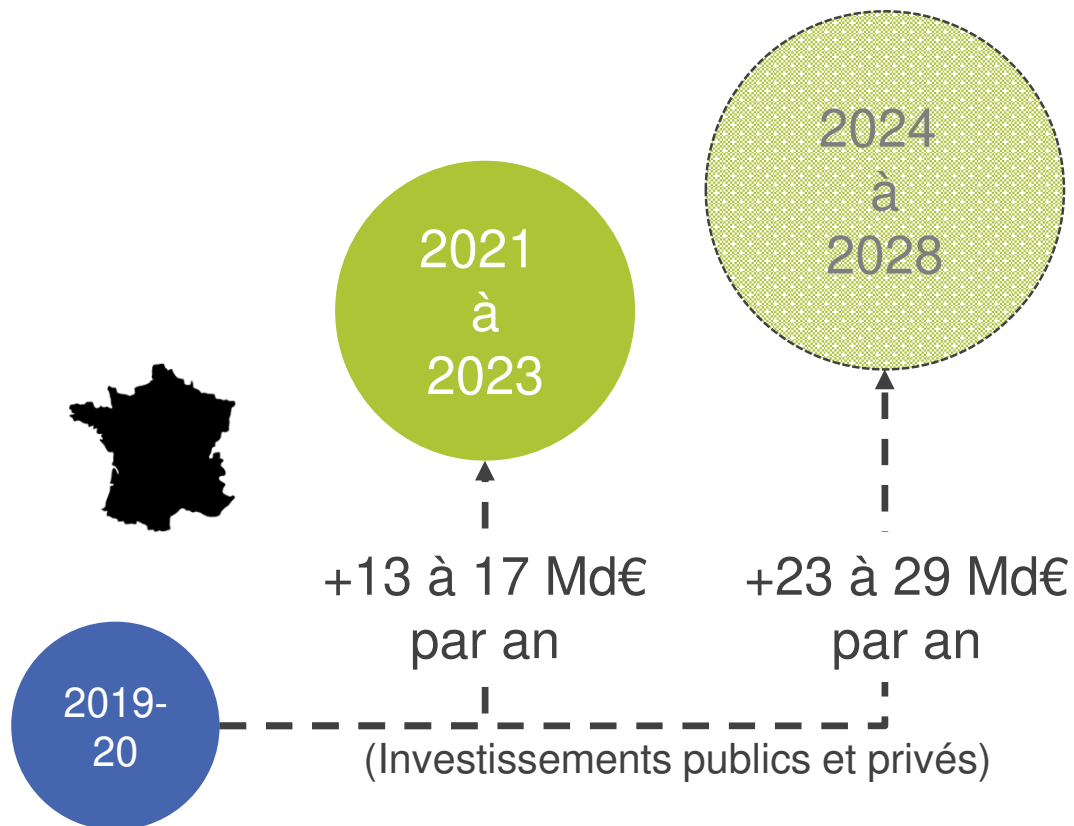 2024
à
2028
2021
à
2023
+13 à 17 Md€
par an
+23 à 29 Md€
par an
2019-
20
(Investissements publics et privés)